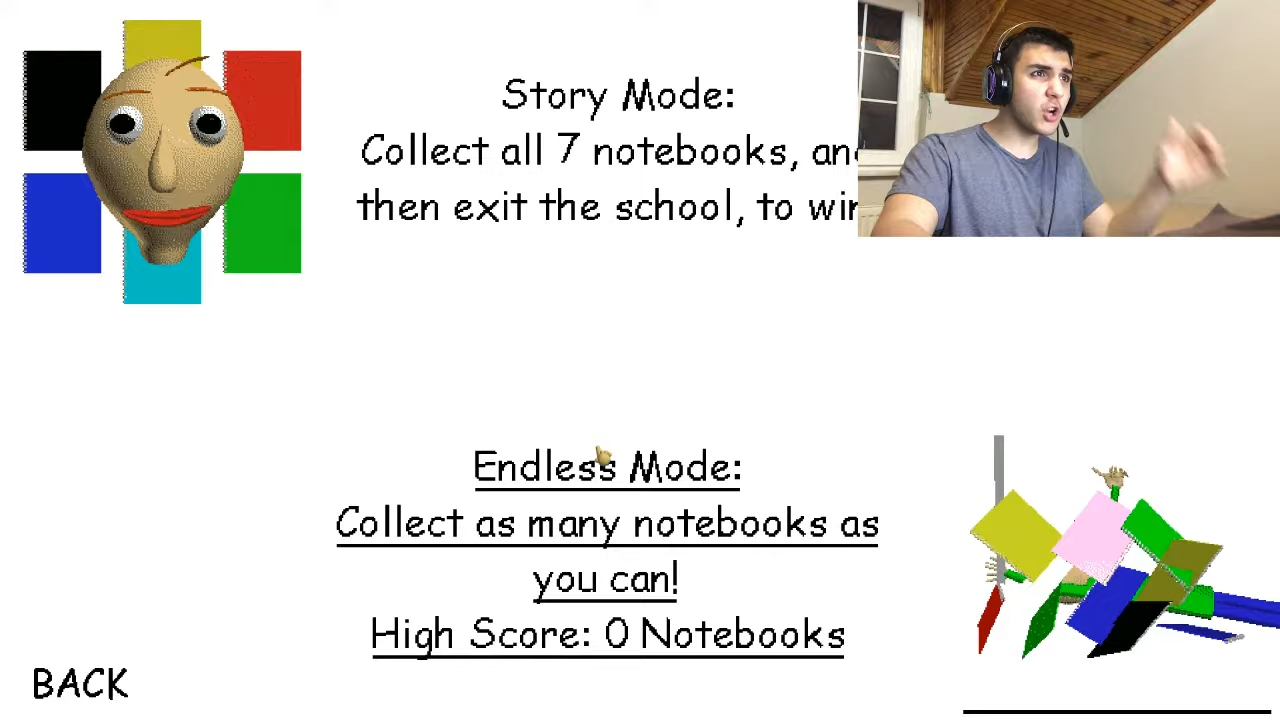 Story Mode:
Collect all 7 notebooks, an
then exit the school, to wi
Endless Mode:
Collect as many notebooks as
you can!
High Score: 0 Notebooks
BACK